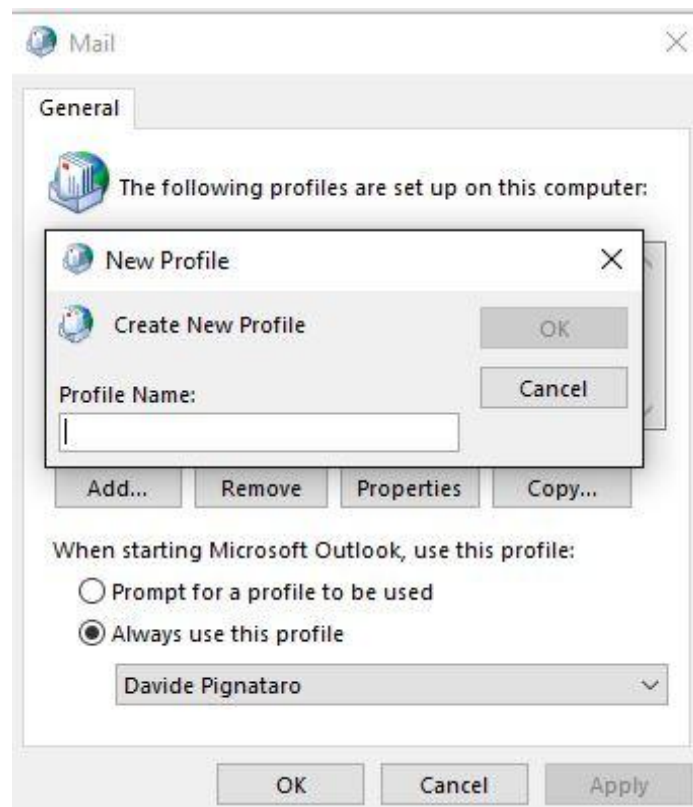 Mail
General
The following profiles are set up on this computer:
New Profile
Create New Profile
OK
Cancel
Profile Name:
Add... Remove Properties Copy...
When starting Microsoft Outlook, use this profile:
Prompt for a profile to be used
Always use this profile
Davide Pignataro
OK Cancel Apply